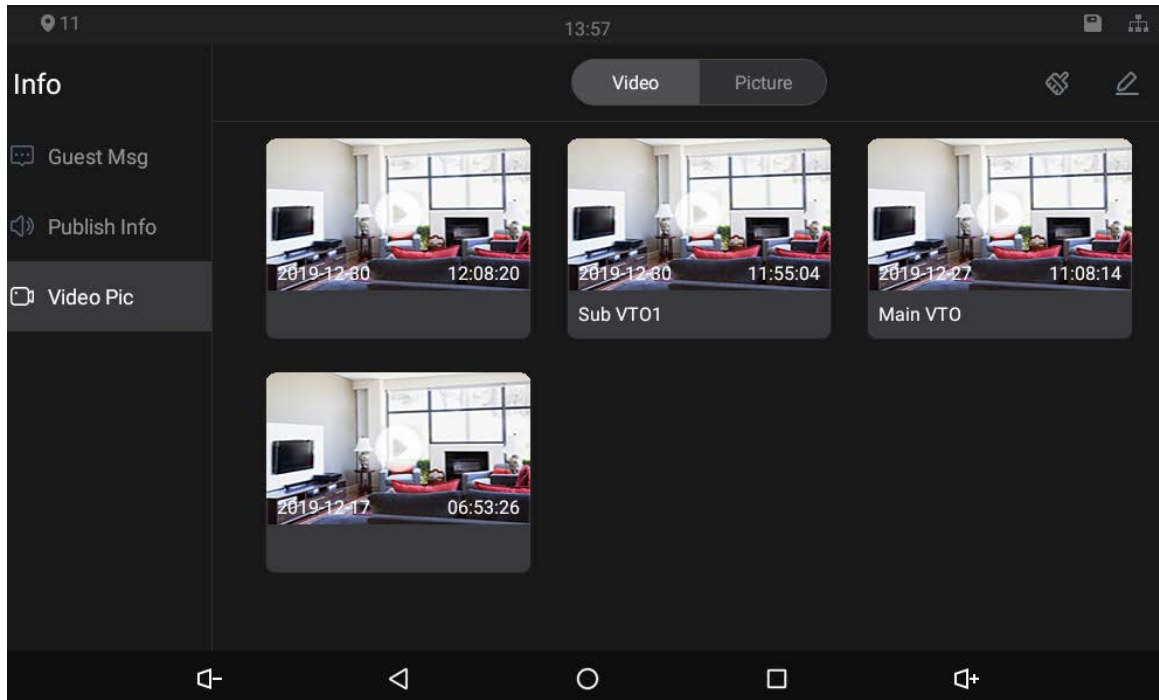 11
13:57
Info
Video
Picture
Guest Msg
Publish Info
Video Pic
2019-12-30 12:08:20
2019-12-30 11:55:04
Sub VTO1
2019-12-27 11:08:14
Main VTO
2019-12-17 06:53:26